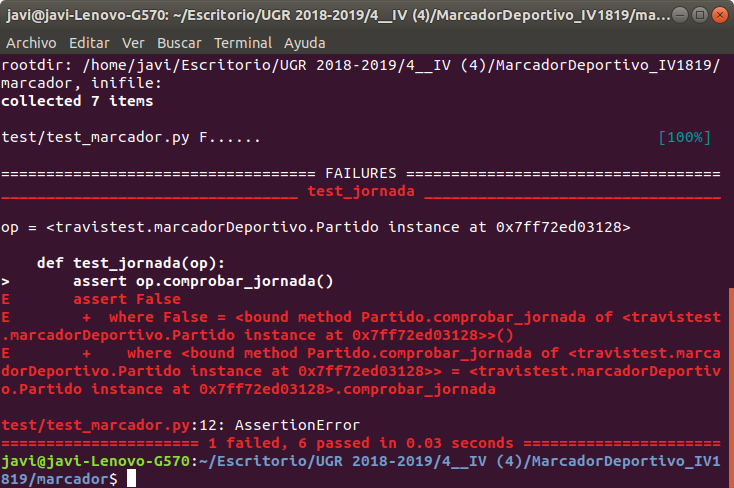 javi@javi-Lenovo-G570: ~/Escritorio/UGR 2018-2019/4__IV (4)/MarcadorDeportivo_IV1819/ma...
Archivo Editar Ver Buscar Terminal Ayuda
rootdir: /home/javi/Escritorio/UGR 2018-2019/4__IV (4)/MarcadorDeportivo_IV1819/
marcador, inifile:
collected 7 items
test/test_marcador.py F...... [100%]
=================================== FAILURES ===================================
_________________________________ test_jornada _________________________________
op = <travistest.marcadorDeportivo.Partido instance at 0x7ff72ed03128>
    def test_jornada(op):
>       assert op.comprobar_jornada()
E       assert False
E        +  where False = <bound method Partido.comprobar_jornada of <travistest
.marcadorDeportivo.Partido instance at 0x7ff72ed03128>>()
E        +    where <bound method Partido.comprobar_jornada of <travistest.marca
dorDeportivo.Partido instance at 0x7ff72ed03128>> = <travistest.marcadorDeportiv
o.Partido instance at 0x7ff72ed03128>.comprobar_jornada
test/test_marcador.py:12: AssertionError
====================== 1 failed, 6 passed in 0.03 seconds ======================
javi@javi-Lenovo-G570:~/Escritorio/UGR 2018-2019/4__IV (4)/MarcadorDeportivo_IV1
819/marcador$